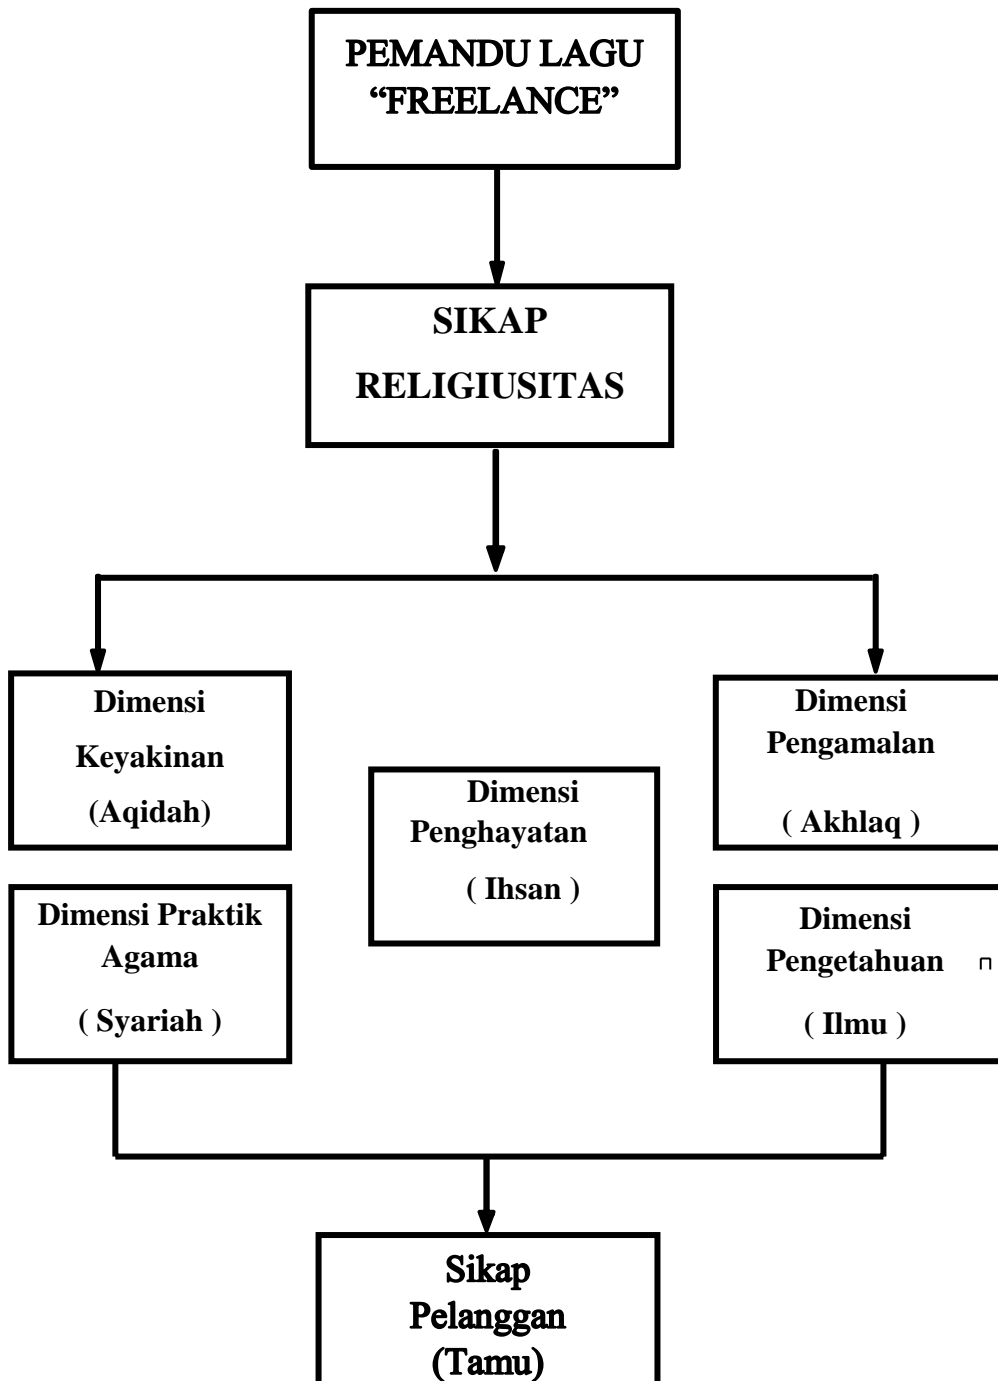 PEMANDU LAGU
“FREELANCE”
SIKAP
RELIGIUSITAS
Dimensi
Keyakinan
(Aqidah)
Dimensi
Penghayatan
( Ihsan )
Dimensi
Pengamalan
( Akhlaq )
Dimensi Praktik
Agama
( Syariah )
Dimensi
Pengetahuan
( Ilmu )
Sikap
Pelanggan
(Tamu)